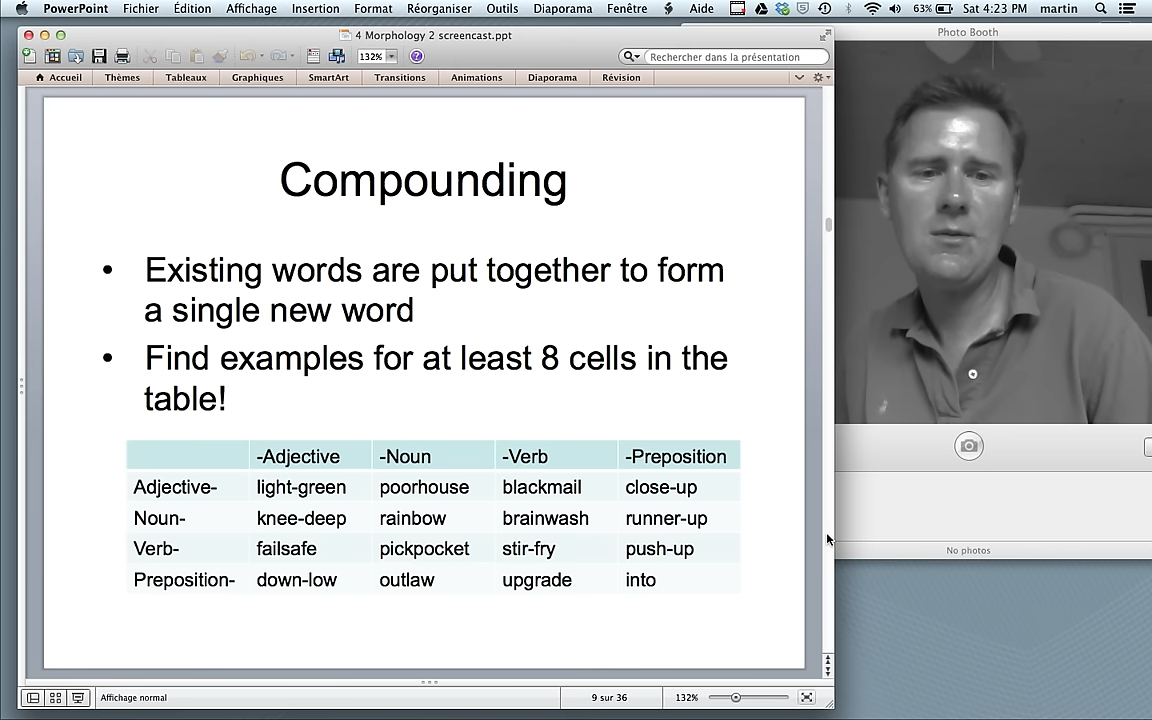 PowerPoint Fichier Édition Affichage Insertion Format Réorganiser Outils Diaporama Fenêtre Aide 63% Sat 4:23 PM martin
4 Morphology 2 screencast.ppt
Photo Booth
132% Rechercher dans la présentation
Accueil Thèmes Tableaux Graphiques SmartArt Transitions Animations Diaporama Révision
Compounding
• Existing words are put together to form
a single new word
• Find examples for at least 8 cells in the
table!
-Adjective -Noun -Verb -Preposition
Adjective- light-green poorhouse blackmail close-up
Noun- knee-deep rainbow brainwash runner-up
Verb- failsafe pickpocket stir-fry push-up
Preposition- down-low outlaw upgrade into
No photos
Affichage normal 9 sur 36 132%